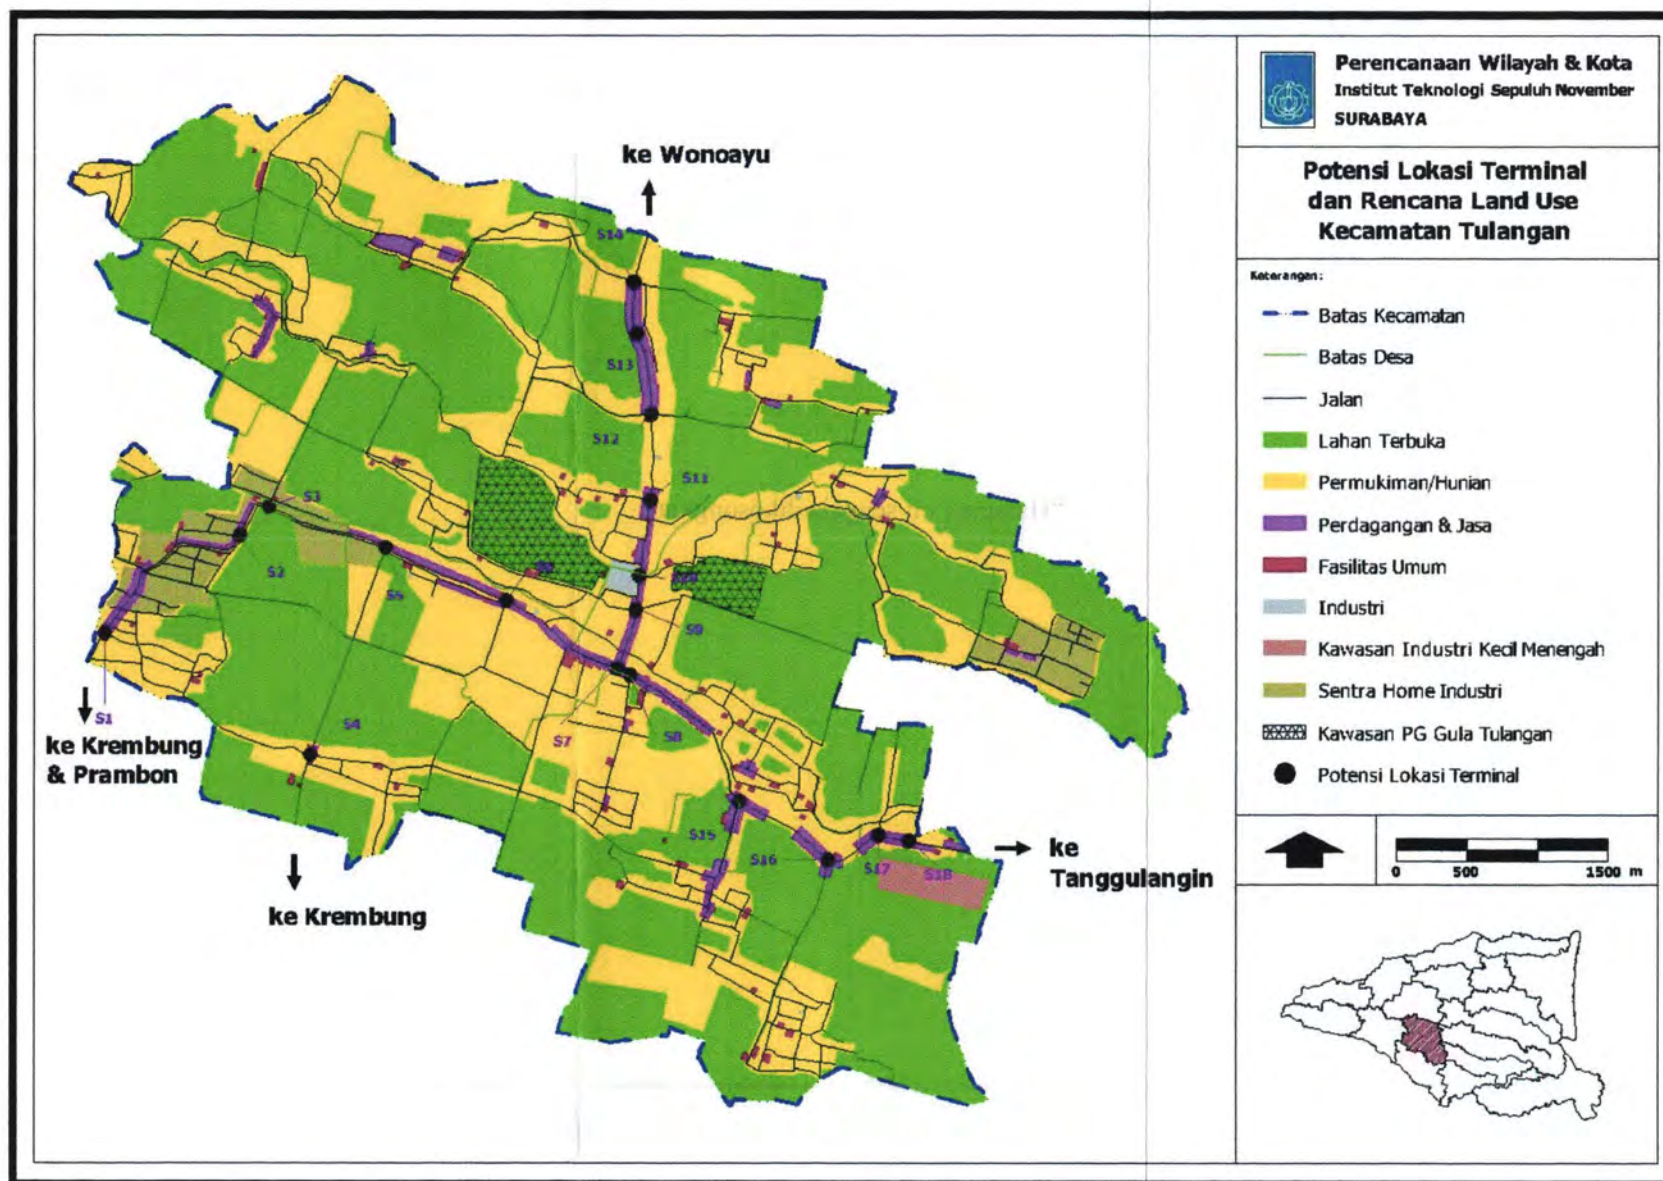 Perencanaan Wilayah & Kota
Institut Teknologi Sepuluh November
SURABAYA
Potensi Lokasi Terminal
dan Rencana Land Use
Kecamatan Tulangan
Keterangan:
Batas Kecamatan
Batas Desa
Jalan
Lahan Terbuka
Permukiman/Hunian
Perdagangan & Jasa
Fasilitas Umum
Industri
Kawasan Industri Kecil Menengah
Sentra Home Industri
Kawasan PG Gula Tulangan
Potensi Lokasi Terminal
0 500 1500 m
ke Wonoayu
S14
S13
S12
S11
S3
S2
S5
S9
S1
S4
S7
S8
ke Krembung
& Prambon
S15
S16
S17
S18
ke
Tanggulangin
ke Krembung